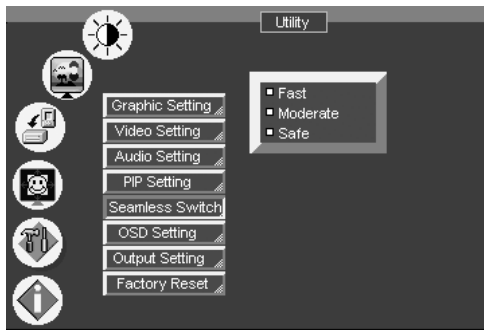 Utility
Graphic Setting
Video Setting
Audio Setting
PIP Setting
Seamless Switch
OSD Setting
Output Setting
Factory Reset
Fast
Moderate
Safe